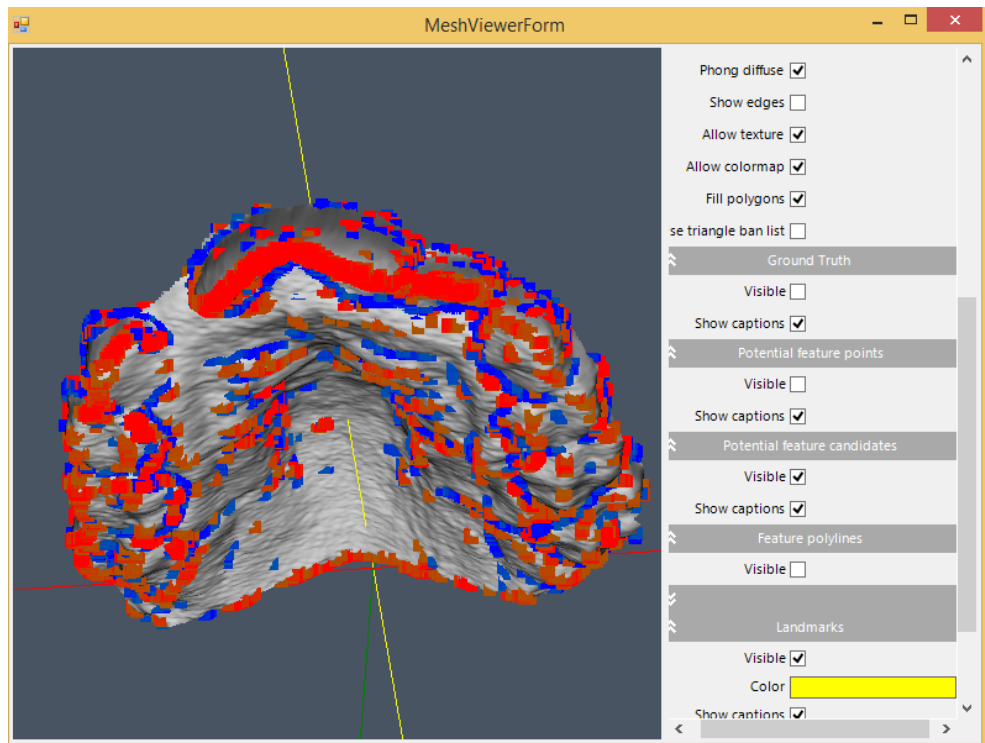 MeshViewerForm
Phong diffuse
Show edges
Allow texture
Allow colormap
Fill polygons
se triangle ban list
Ground Truth
Visible
Show captions
Potential feature points
Visible
Show captions
Potential feature candidates
Visible
Show captions
Feature polylines
Visible
Landmarks
Visible
Color
Show captions